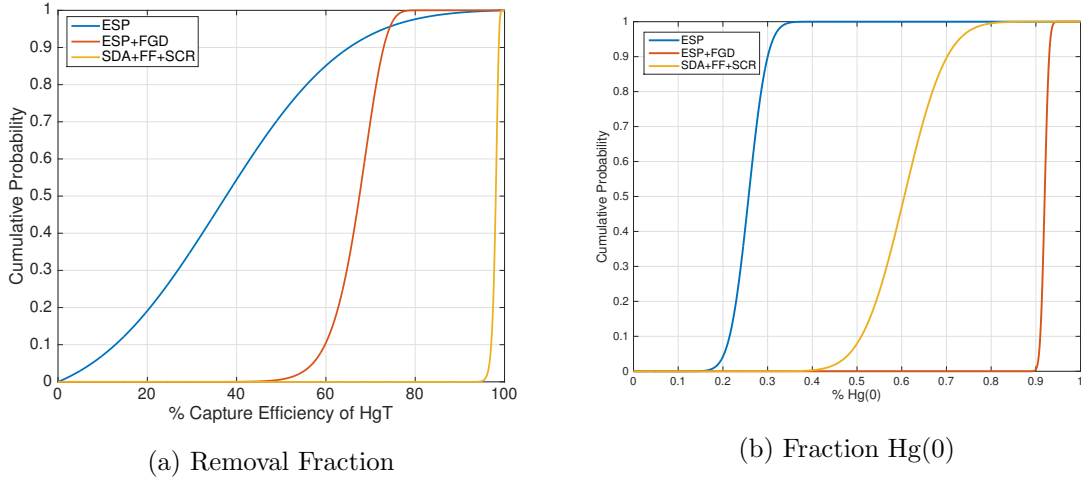 ESP
ESP+FGD
SDA+FF+SCR
Cumulative Probability
1
0.9
0.8
0.7
0.6
0.5
0.4
0.3
0.2
0.1
0
0 20 40 60 80 100
% Capture Efficiency of HgT
(a) Removal Fraction
ESP
ESP+FGD
SDA+FF+SCR
Cumulative Probability
1
0.9
0.8
0.7
0.6
0.5
0.4
0.3
0.2
0.1
0
0 0.1 0.2 0.3 0.4 0.5 0.6 0.7 0.8 0.9 1
% Hg(0)
(b) Fraction Hg(0)